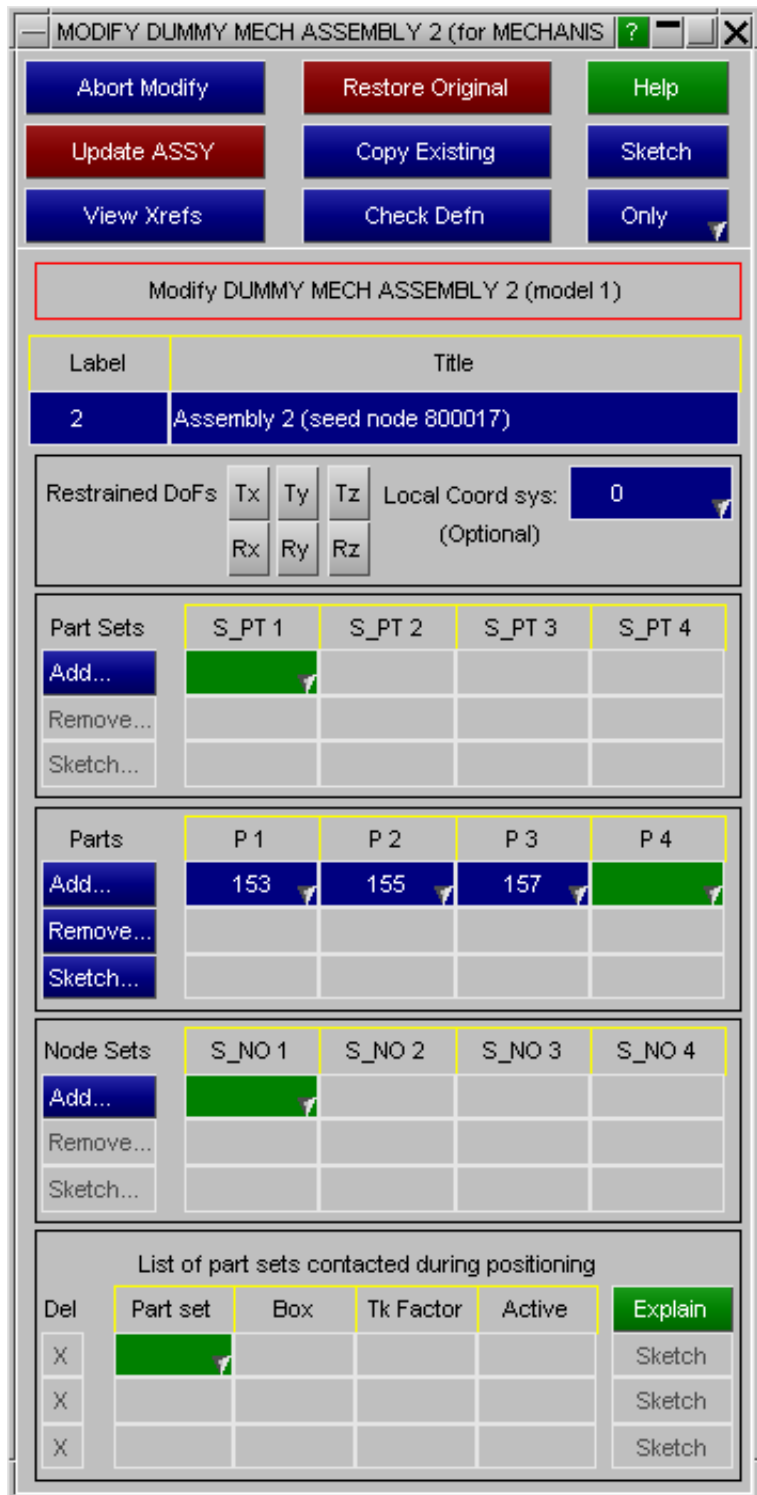 MODIFY DUMMY MECH ASSEMBLY 2 (for MECHANIS ?
Abort Modify Restore Original Help
Update ASSY Copy Existing Sketch
View Xrefs Check Defn Only
Modify DUMMY MECH ASSEMBLY 2 (model 1)
Label Title
2 Assembly 2 (seed node 800017)
Restrained DoFs Tx Ty Tz Local Coord sys: 0
Rx Ry Rz (Optional)
Part Sets S_PT 1 S_PT 2 S_PT 3 S_PT 4
Add...
Remove...
Sketch...
Parts P 1 P 2 P 3 P 4
Add... 153 155 157
Remove...
Sketch...
Node Sets S_NO 1 S_NO 2 S_NO 3 S_NO 4
Add...
Remove...
Sketch...
List of part sets contacted during positioning
Del Part set Box Tk Factor Active Explain
X Sketch
X Sketch
X Sketch